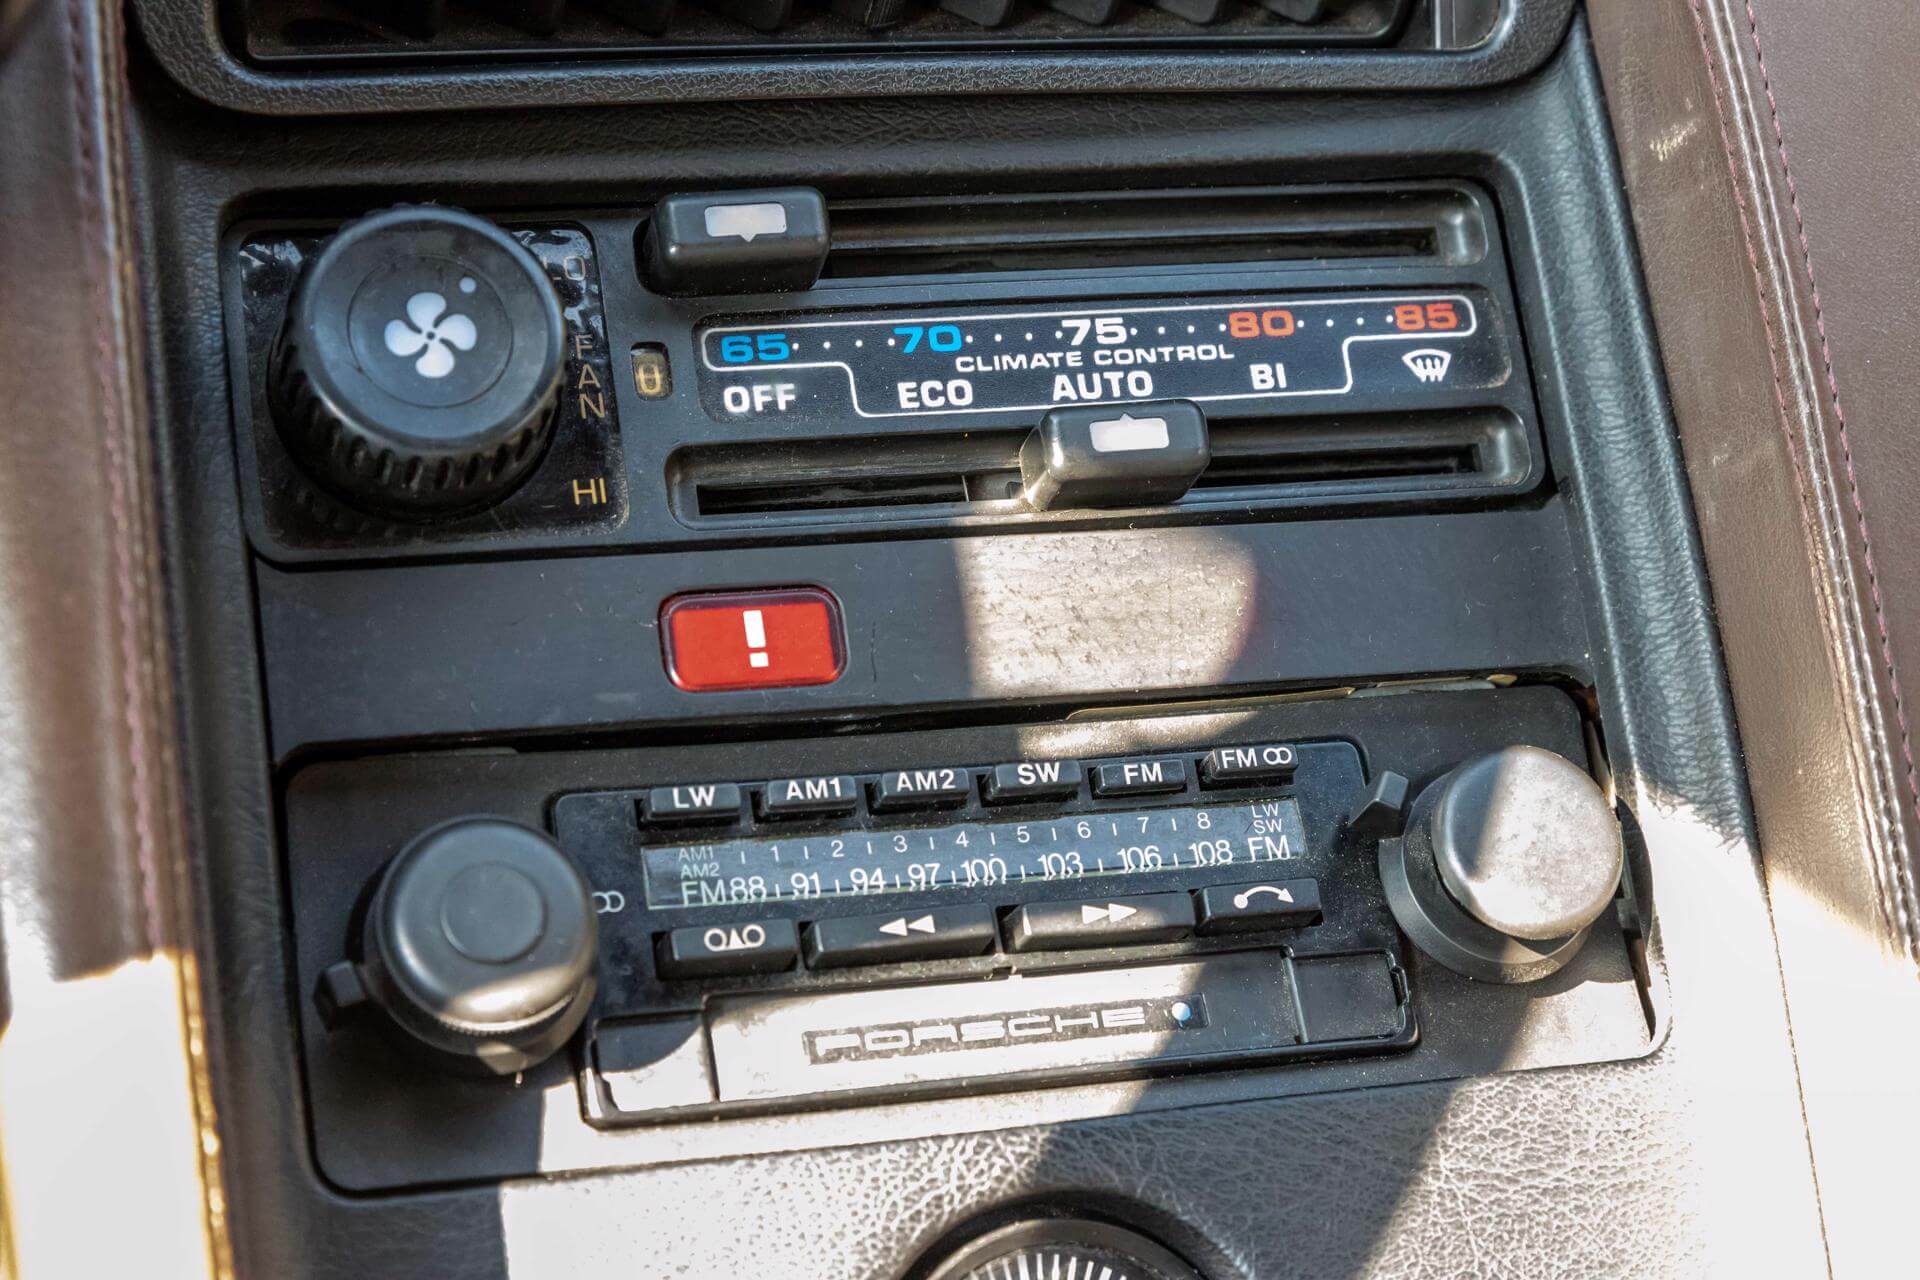 LO
FAN
HI
0
65 70 75 80 85
CLIMATE CONTROL
OFF ECO AUTO BI
!
LW AM1 AM2 SW FM FM
AM1 1 2 3 4 5 6 7 8 LW
AM2 SW
FM 88 91 94 97 100 103 106 108 FM
PORSCHE